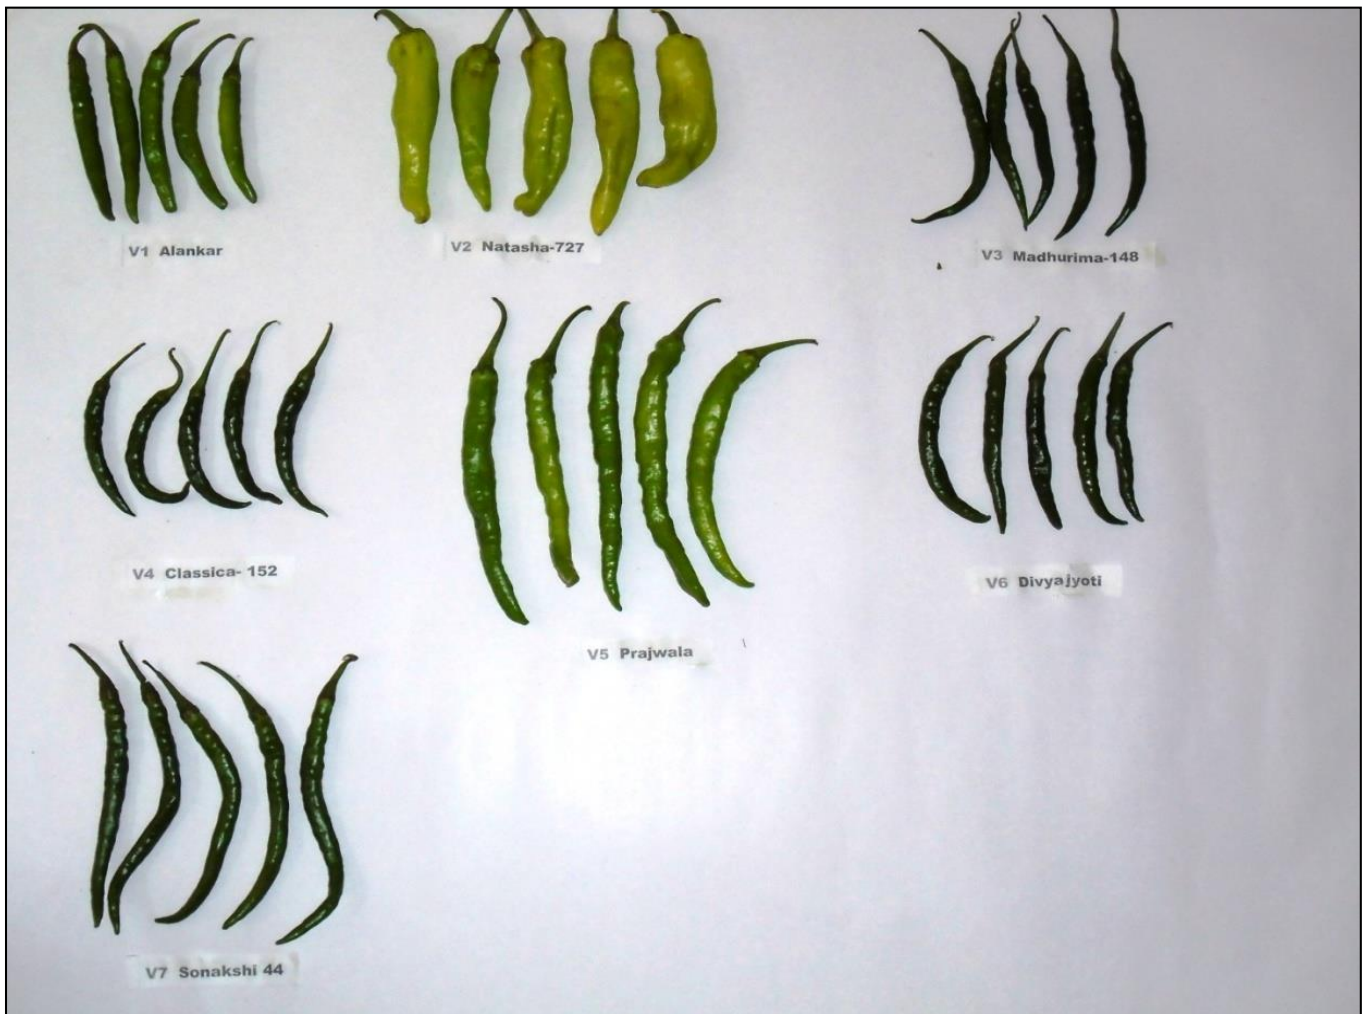 V1 Alankar
V2 Natasha-727
V3 Madhurima-148
V4 Classica- 152
V5 Prajwala
V6 Divyajyoti
V7 Sonakshi 44